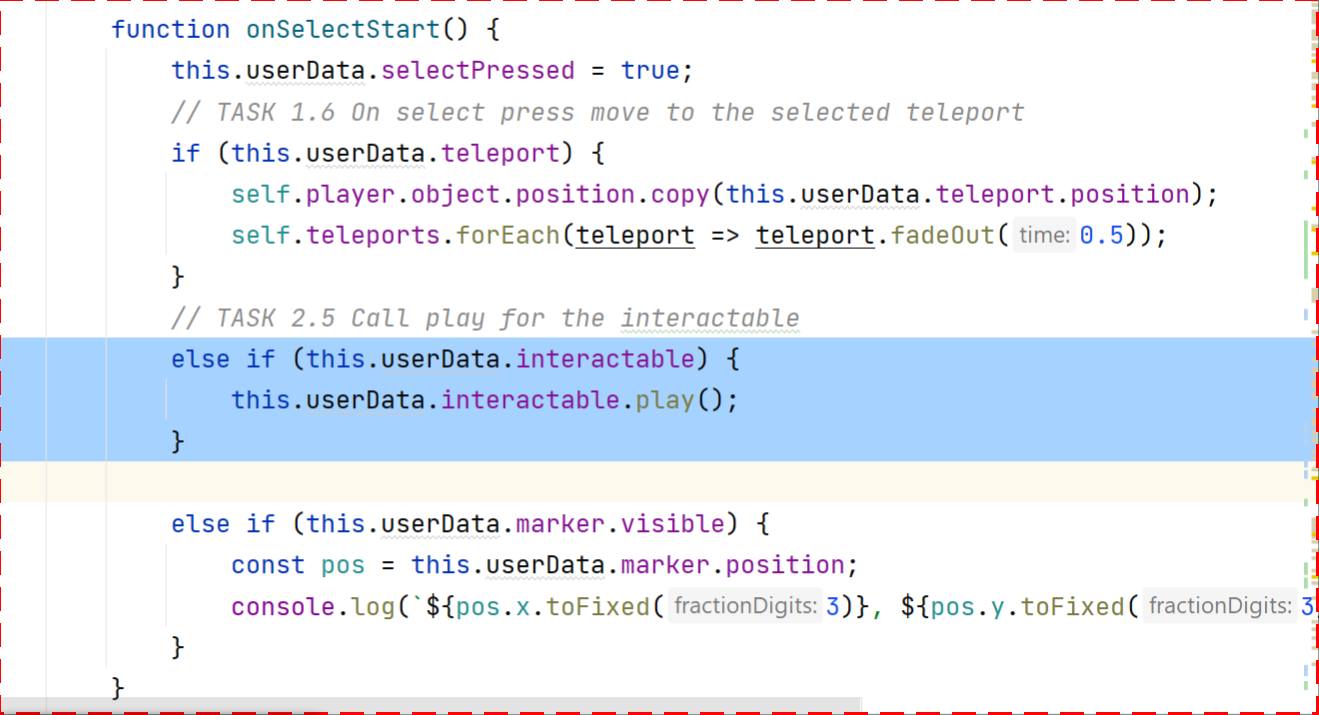 function onSelectStart() {
this.userData.selectPressed = true;
// TASK 1.6 On select press move to the selected teleport
if (this.userData.teleport) {
self.player.object.position.copy(this.userData.teleport.position);
self.teleports.forEach(teleport => teleport.fadeOut( time: 0.5));
}
// TASK 2.5 Call play for the interactable
else if (this.userData.interactable) {
this.userData.interactable.play();
}
else if (this.userData.marker.visible) {
const pos = this.userData.marker.position;
console.log(`${pos.x.toFixed( fractionDigits: 3)}, ${pos.y.toFixed( fractionDigits: 3
}
}